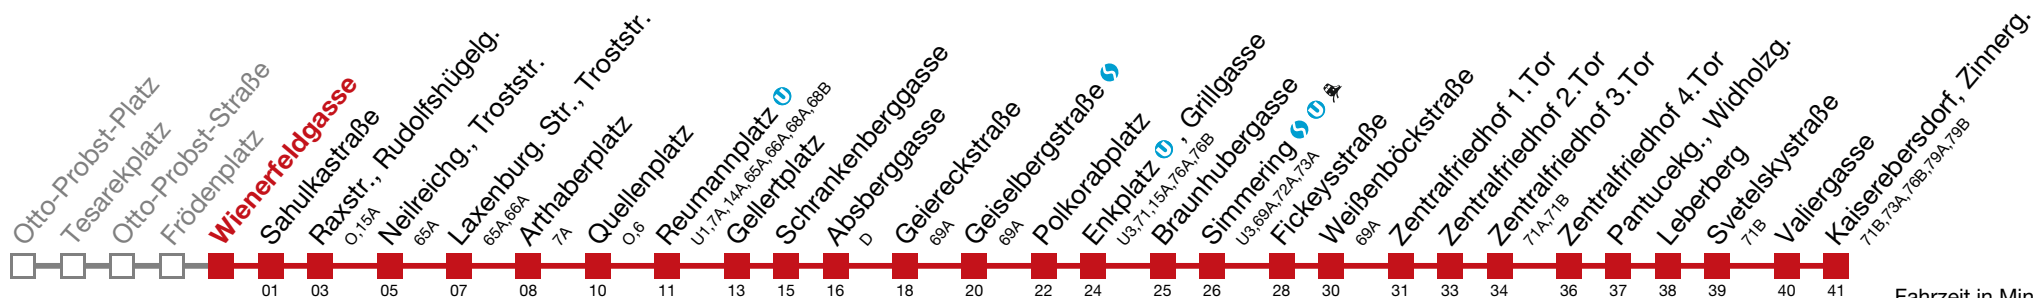 Otto-Probst-Platz
Tesarekplatz
Otto-Probst-Straße
Frödenplatz
Wienerfeldgasse
Sahulkastraße
Raxstr., Rudolfshügelg.
O,15A
Neilreichg., Troststr.
65A
Laxenburg. Str., Troststr.
65A,66A
Arthaberplatz
7A
Quellenplatz
O,6
Reumannplatz U
U1,7A,14A,65A,66A,68A,68B
Gellertplatz
Schrankenberggasse
Absberggasse
D
Geiereckstraße
69A
Geiselbergstraße S
69A
Polkorabplatz
Enkplatz U , Grillgasse
U3,71,15A,76A,76B
Braunhubergasse
Simmering S U
U3,69A,72A,73A
Fickeysstraße
Weißenböckstraße
69A
Zentralfriedhof 1.Tor
Zentralfriedhof 2.Tor
Zentralfriedhof 3.Tor
71A,71B
Zentralfriedhof 4.Tor
Pantucekg., Widholzg.
Leberberg
Svetelskystraße
71B
Valiergasse
Kaiserebersdorf, Zinnerg.
71B,73A,76B,79A,79B
01 03 05 07 08 10 11 13 15 16 18 20 22 24 25 26 28 30 31 33 34 36 37 38 39 40 41
Fahrzeit in Min